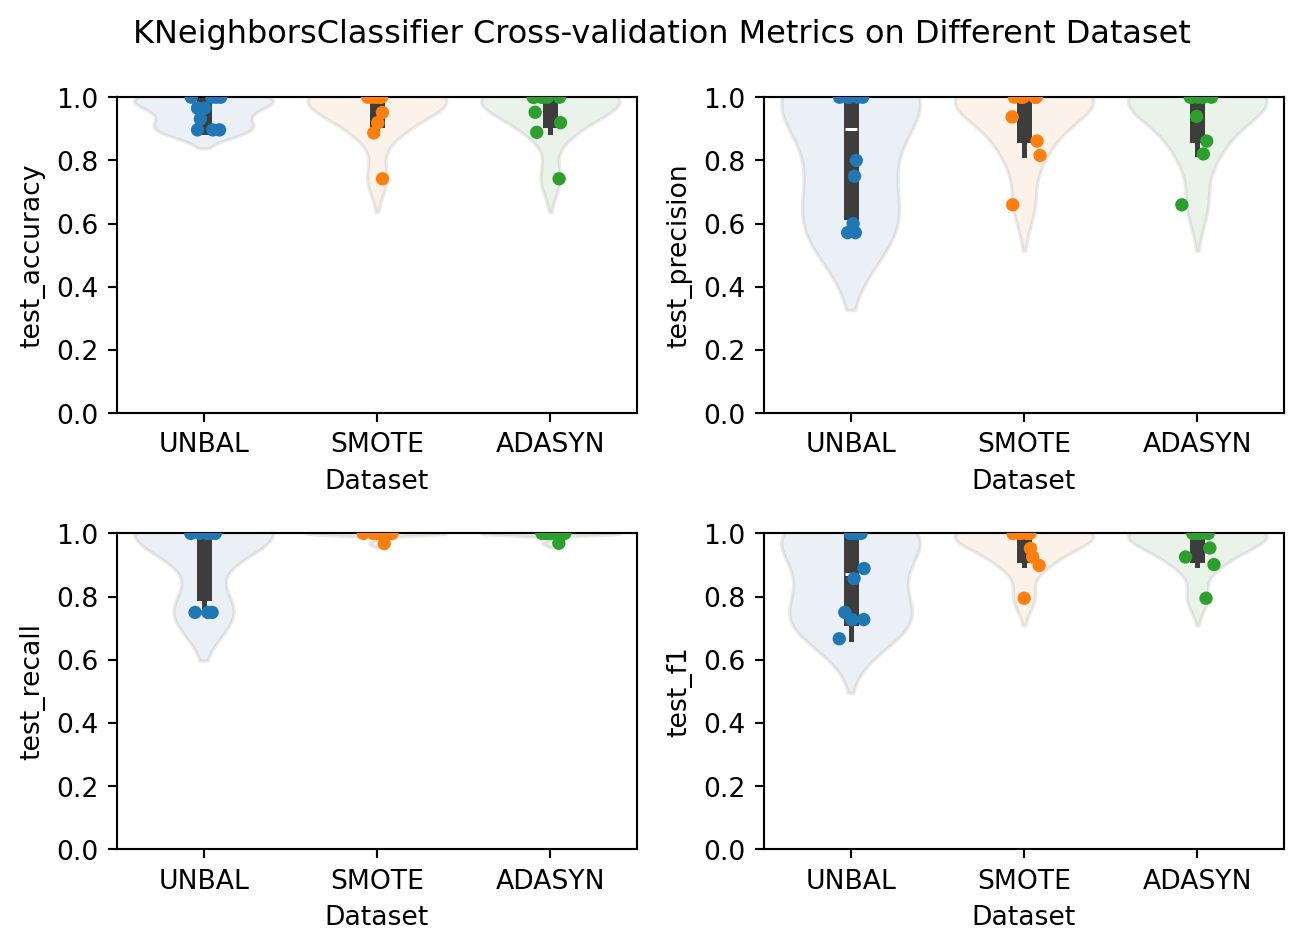 KNeighborsClassifier Cross-validation Metrics on Different Dataset
test_accuracy
1.0
0.8
0.6
0.4
0.2
0.0
UNBAL SMOTE ADASYN
Dataset
test_precision
1.0
0.8
0.6
0.4
0.2
0.0
UNBAL SMOTE ADASYN
Dataset
test_recall
1.0
0.8
0.6
0.4
0.2
0.0
UNBAL SMOTE ADASYN
Dataset
test_f1
1.0
0.8
0.6
0.4
0.2
0.0
UNBAL SMOTE ADASYN
Dataset